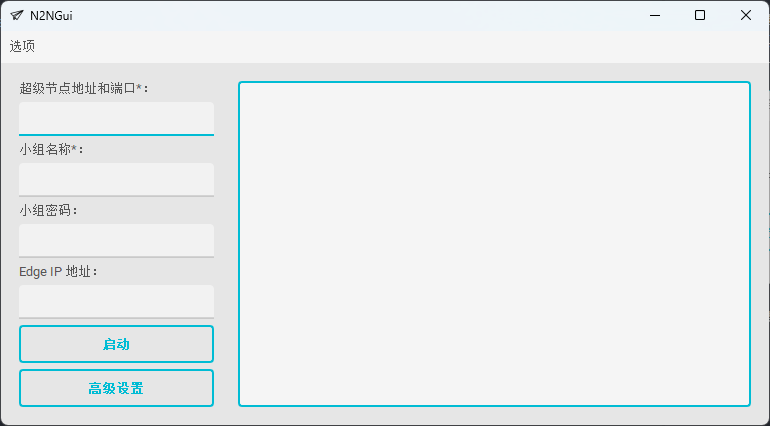 N2NGui
选项
超级节点地址和端口*：
小组名称*：
小组密码：
Edge IP 地址：
启动
高级设置